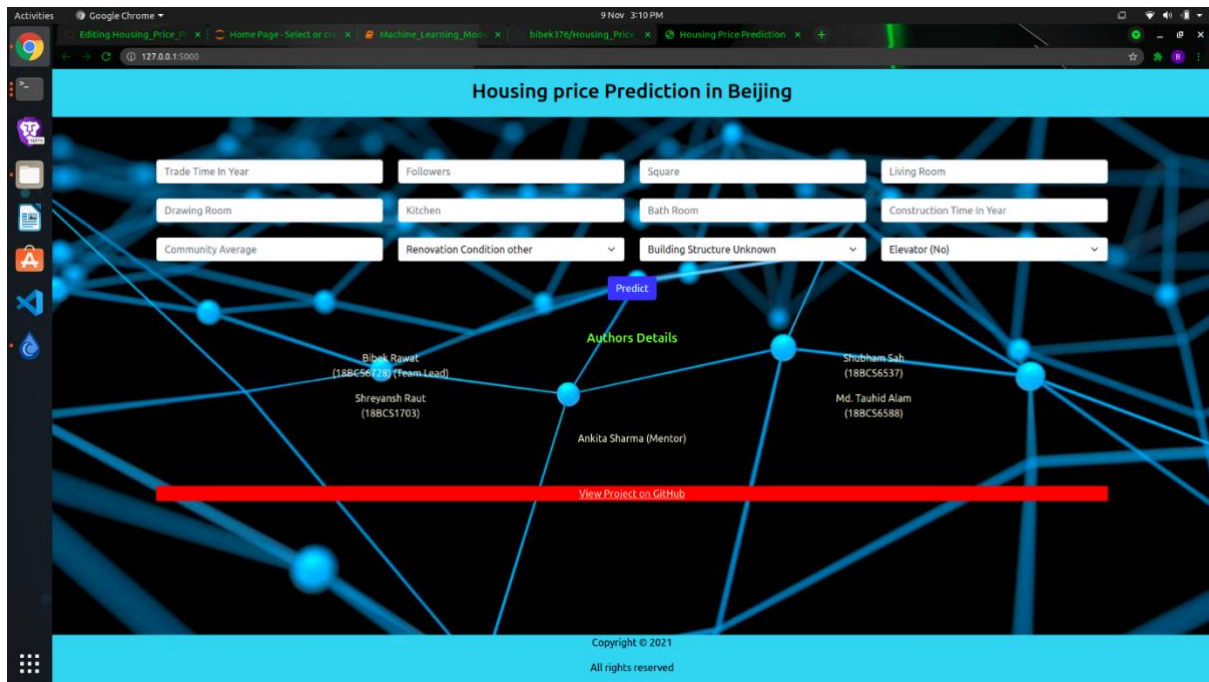 Activities Google Chrome 9 Nov 3:10 PM
Editing Housing_Price_Pr Home Page - Select or cre Machine_Learning_Mode bibek376/Housing_Price Housing Price Prediction
127.0.0.1:5000 B
Housing price Prediction in Beijing
Trade Time In Year Followers Square Living Room
Drawing Room Kitchen Bath Room Construction Time In Year
Community Average Renovation Condition other Building Structure Unknown Elevator (No)
Predict
Authors Details
Bibek Rawat Shubham Sah
(18BCS6728) (Team Lead) (18BCS6537)
Shreyansh Raut Md. Tauhid Alam
(18BCS1703) (18BCS6588)
Ankita Sharma (Mentor)
View Project on GitHub
Copyright © 2021
All rights reserved